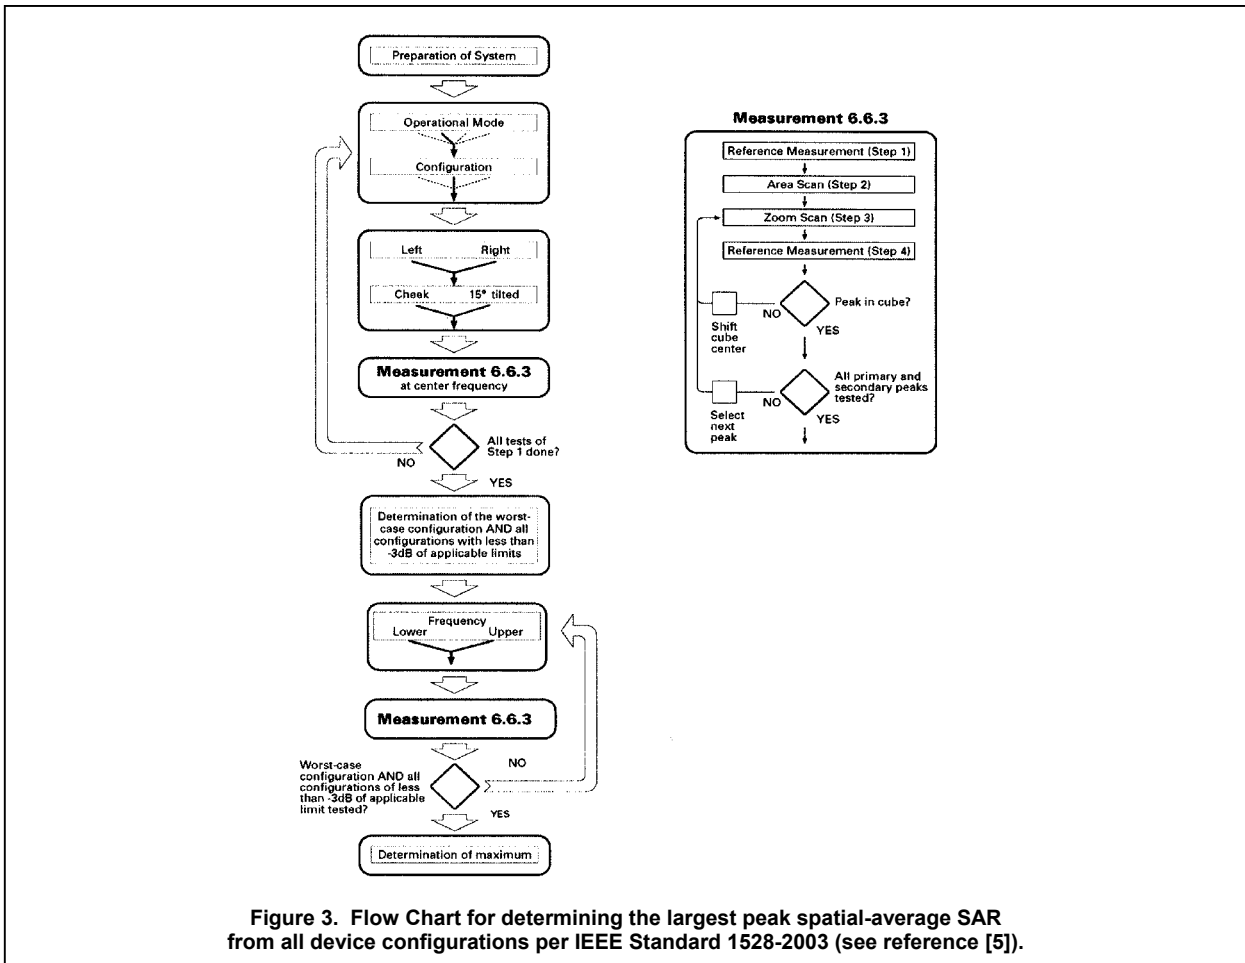 Preparation of System
Operational Mode
Configuration
Left Right
Cheek 15° tilted
Measurement 6.6.3
at center frequency
All tests of
Step 1 done?
NO
YES
Determination of the worst-
case configuration AND all
configurations with less than
-3dB of applicable limits
Frequency
Lower Upper
Measurement 6.6.3
Worst-case
configuration AND all
configurations of less
than -3dB of applicable
limit tested?
NO
YES
Determination of maximum
Measurement 6.6.3
Reference Measurement (Step 1)
Area Scan (Step 2)
Zoom Scan (Step 3)
Reference Measurement (Step 4)
Peak in cube?
NO
YES
Shift
cube
center
All primary and
secondary peaks
tested?
NO
YES
Select
next
peak
Figure 3. Flow Chart for determining the largest peak spatial-average SAR
from all device configurations per IEEE Standard 1528-2003 (see reference [5]).